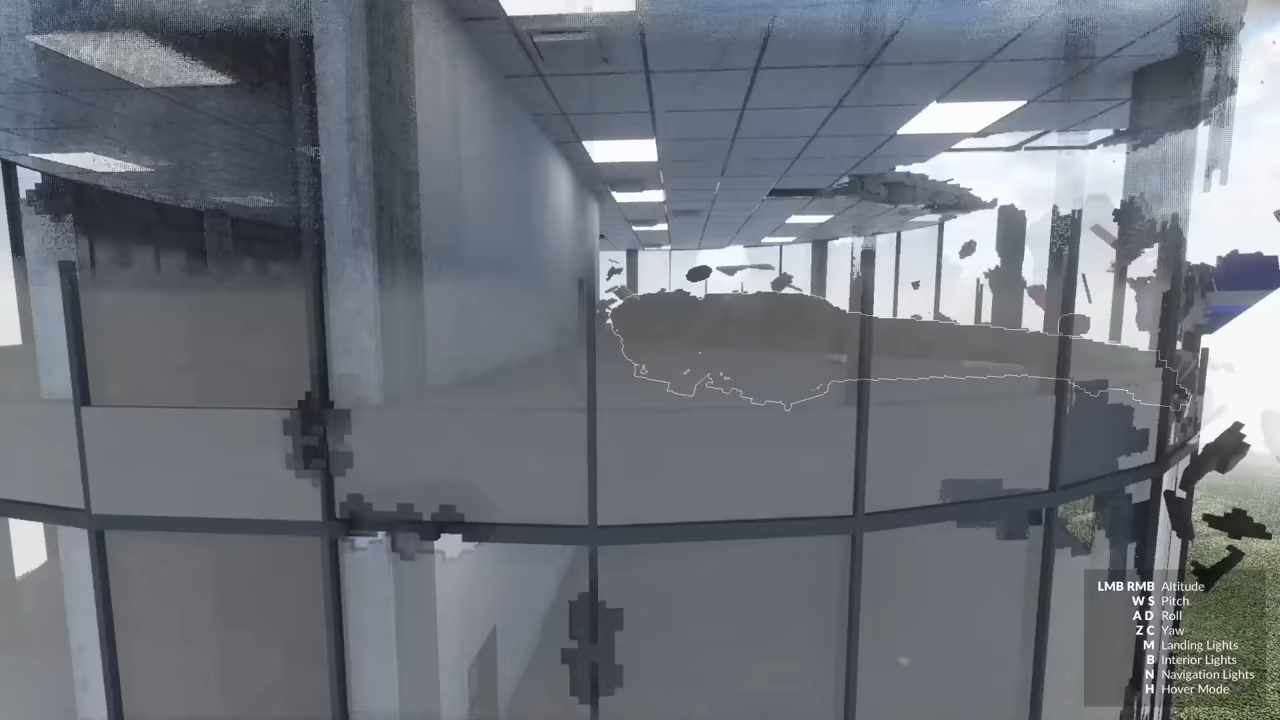 LMB RMB Altitude
W S Pitch
A D Roll
Z C Yaw
M Landing Lights
B Interior Lights
N Navigation Lights
H Hover Mode